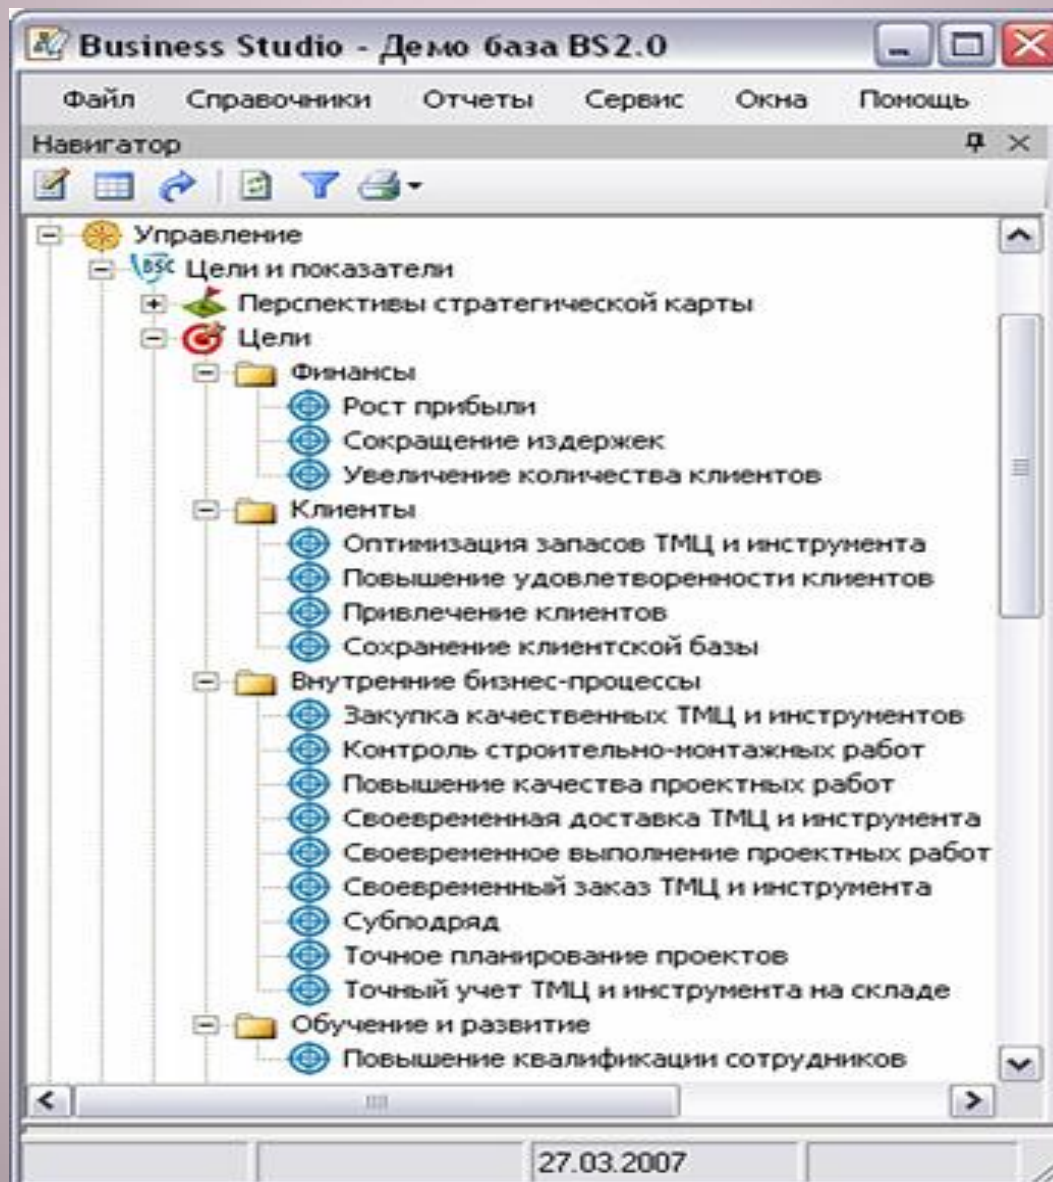 Business Studio - Демо база BS2.0
Файл Справочники Отчеты Сервис Окна Помощь
Навигатор
Управление
BSC Цели и показатели
Перспективы стратегической карты
Цели
Финансы
Рост прибыли
Сокращение издержек
Увеличение количества клиентов
Клиенты
Оптимизация запасов ТМЦ и инструмента
Повышение удовлетворенности клиентов
Привлечение клиентов
Сохранение клиентской базы
Внутренние бизнес-процессы
Закупка качественных ТМЦ и инструментов
Контроль строительно-монтажных работ
Повышение качества проектных работ
Своевременная доставка ТМЦ и инструмента
Своевременное выполнение проектных работ
Своевременный заказ ТМЦ и инструмента
Субподряд
Точное планирование проектов
Точный учет ТМЦ и инструмента на складе
Обучение и развитие
Повышение квалификации сотрудников
27.03.2007